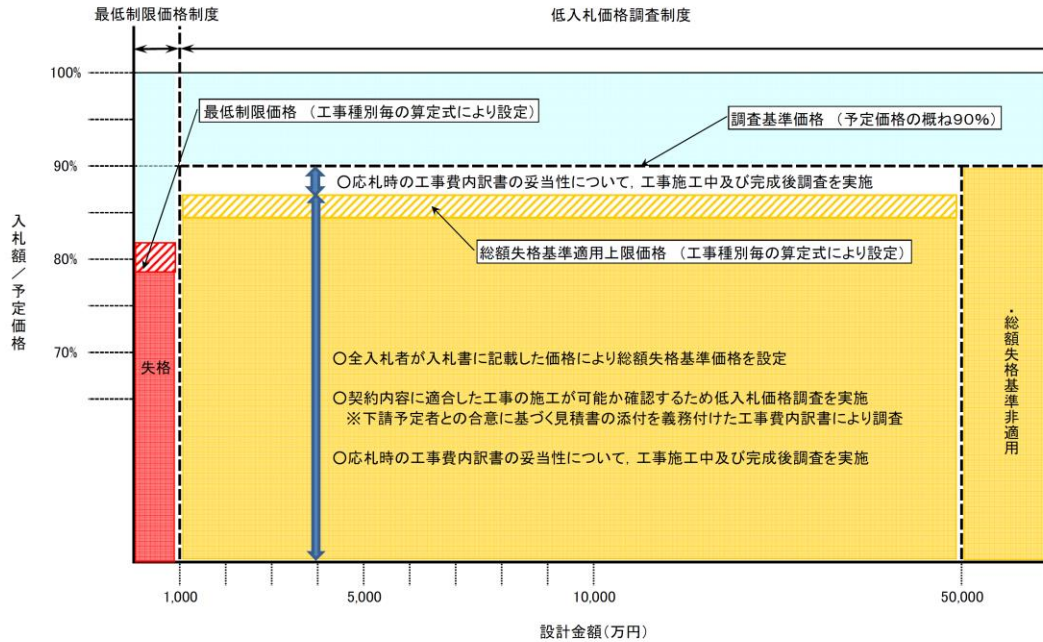 最低制限価格制度
低入札価格調査制度
100%
最低制限価格 (工事種別毎の算定式により設定)
調査基準価格 (予定価格の概ね90%)
90%
○応札時の工事費内訳書の妥当性について,工事施工中及び完成後調査を実施
総額失格基準適用上限価格 (工事種別毎の算定式により設定)
80%
入札額/予定価格
70%
失格
○全入札者が入札書に記載した価格により総額失格基準価格を設定
○契約内容に適合した工事の施工が可能か確認するため低入札価格調査を実施
※下請予定者との合意に基づく見積書の添付を義務付けた工事費内訳書により調査
○応札時の工事費内訳書の妥当性について,工事施工中及び完成後調査を実施
・総額失格基準非適用
1,000
5,000
10,000
50,000
設計金額(万円)